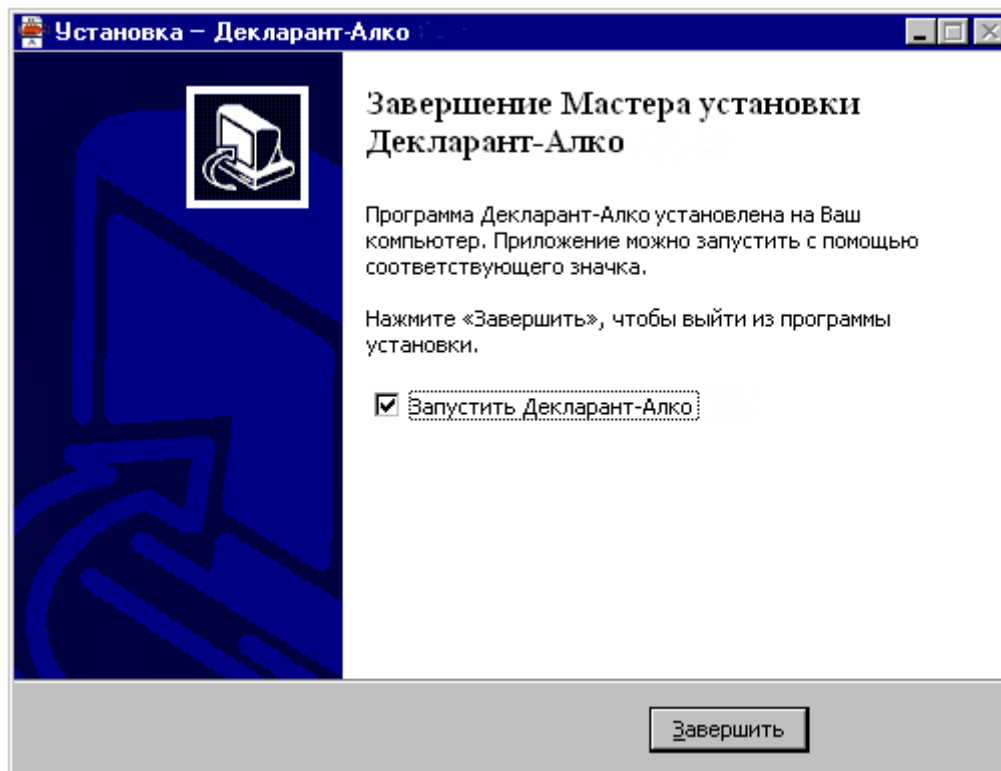 Установка – Декларант-Алко
Завершение Мастера установки
Декларант-Алко
Программа Декларант-Алко установлена на Ваш
компьютер. Приложение можно запустить с помощью
соответствующего значка.
Нажмите «Завершить», чтобы выйти из программы
установки.
Запустить Декларант-Алко
Завершить